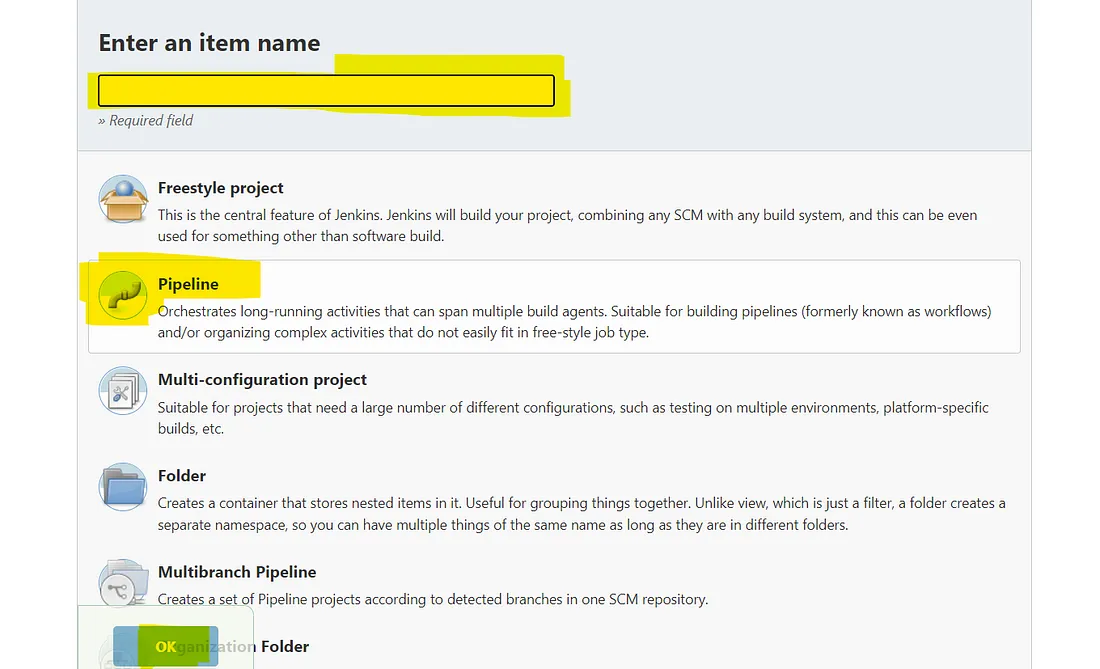 Enter an item name
» Required field
Freestyle project
This is the central feature of Jenkins. Jenkins will build your project, combining any SCM with any build system, and this can be even
used for something other than software build.
Pipeline
Orchestrates long-running activities that can span multiple build agents. Suitable for building pipelines (formerly known as workflows)
and/or organizing complex activities that do not easily fit in free-style job type.
Multi-configuration project
Suitable for projects that need a large number of different configurations, such as testing on multiple environments, platform-specific
builds, etc.
Folder
Creates a container that stores nested items in it. Useful for grouping things together. Unlike view, which is just a filter, a folder creates a
separate namespace, so you can have multiple things of the same name as long as they are in different folders.
Multibranch Pipeline
Creates a set of Pipeline projects according to detected branches in one SCM repository.
OK
Folder